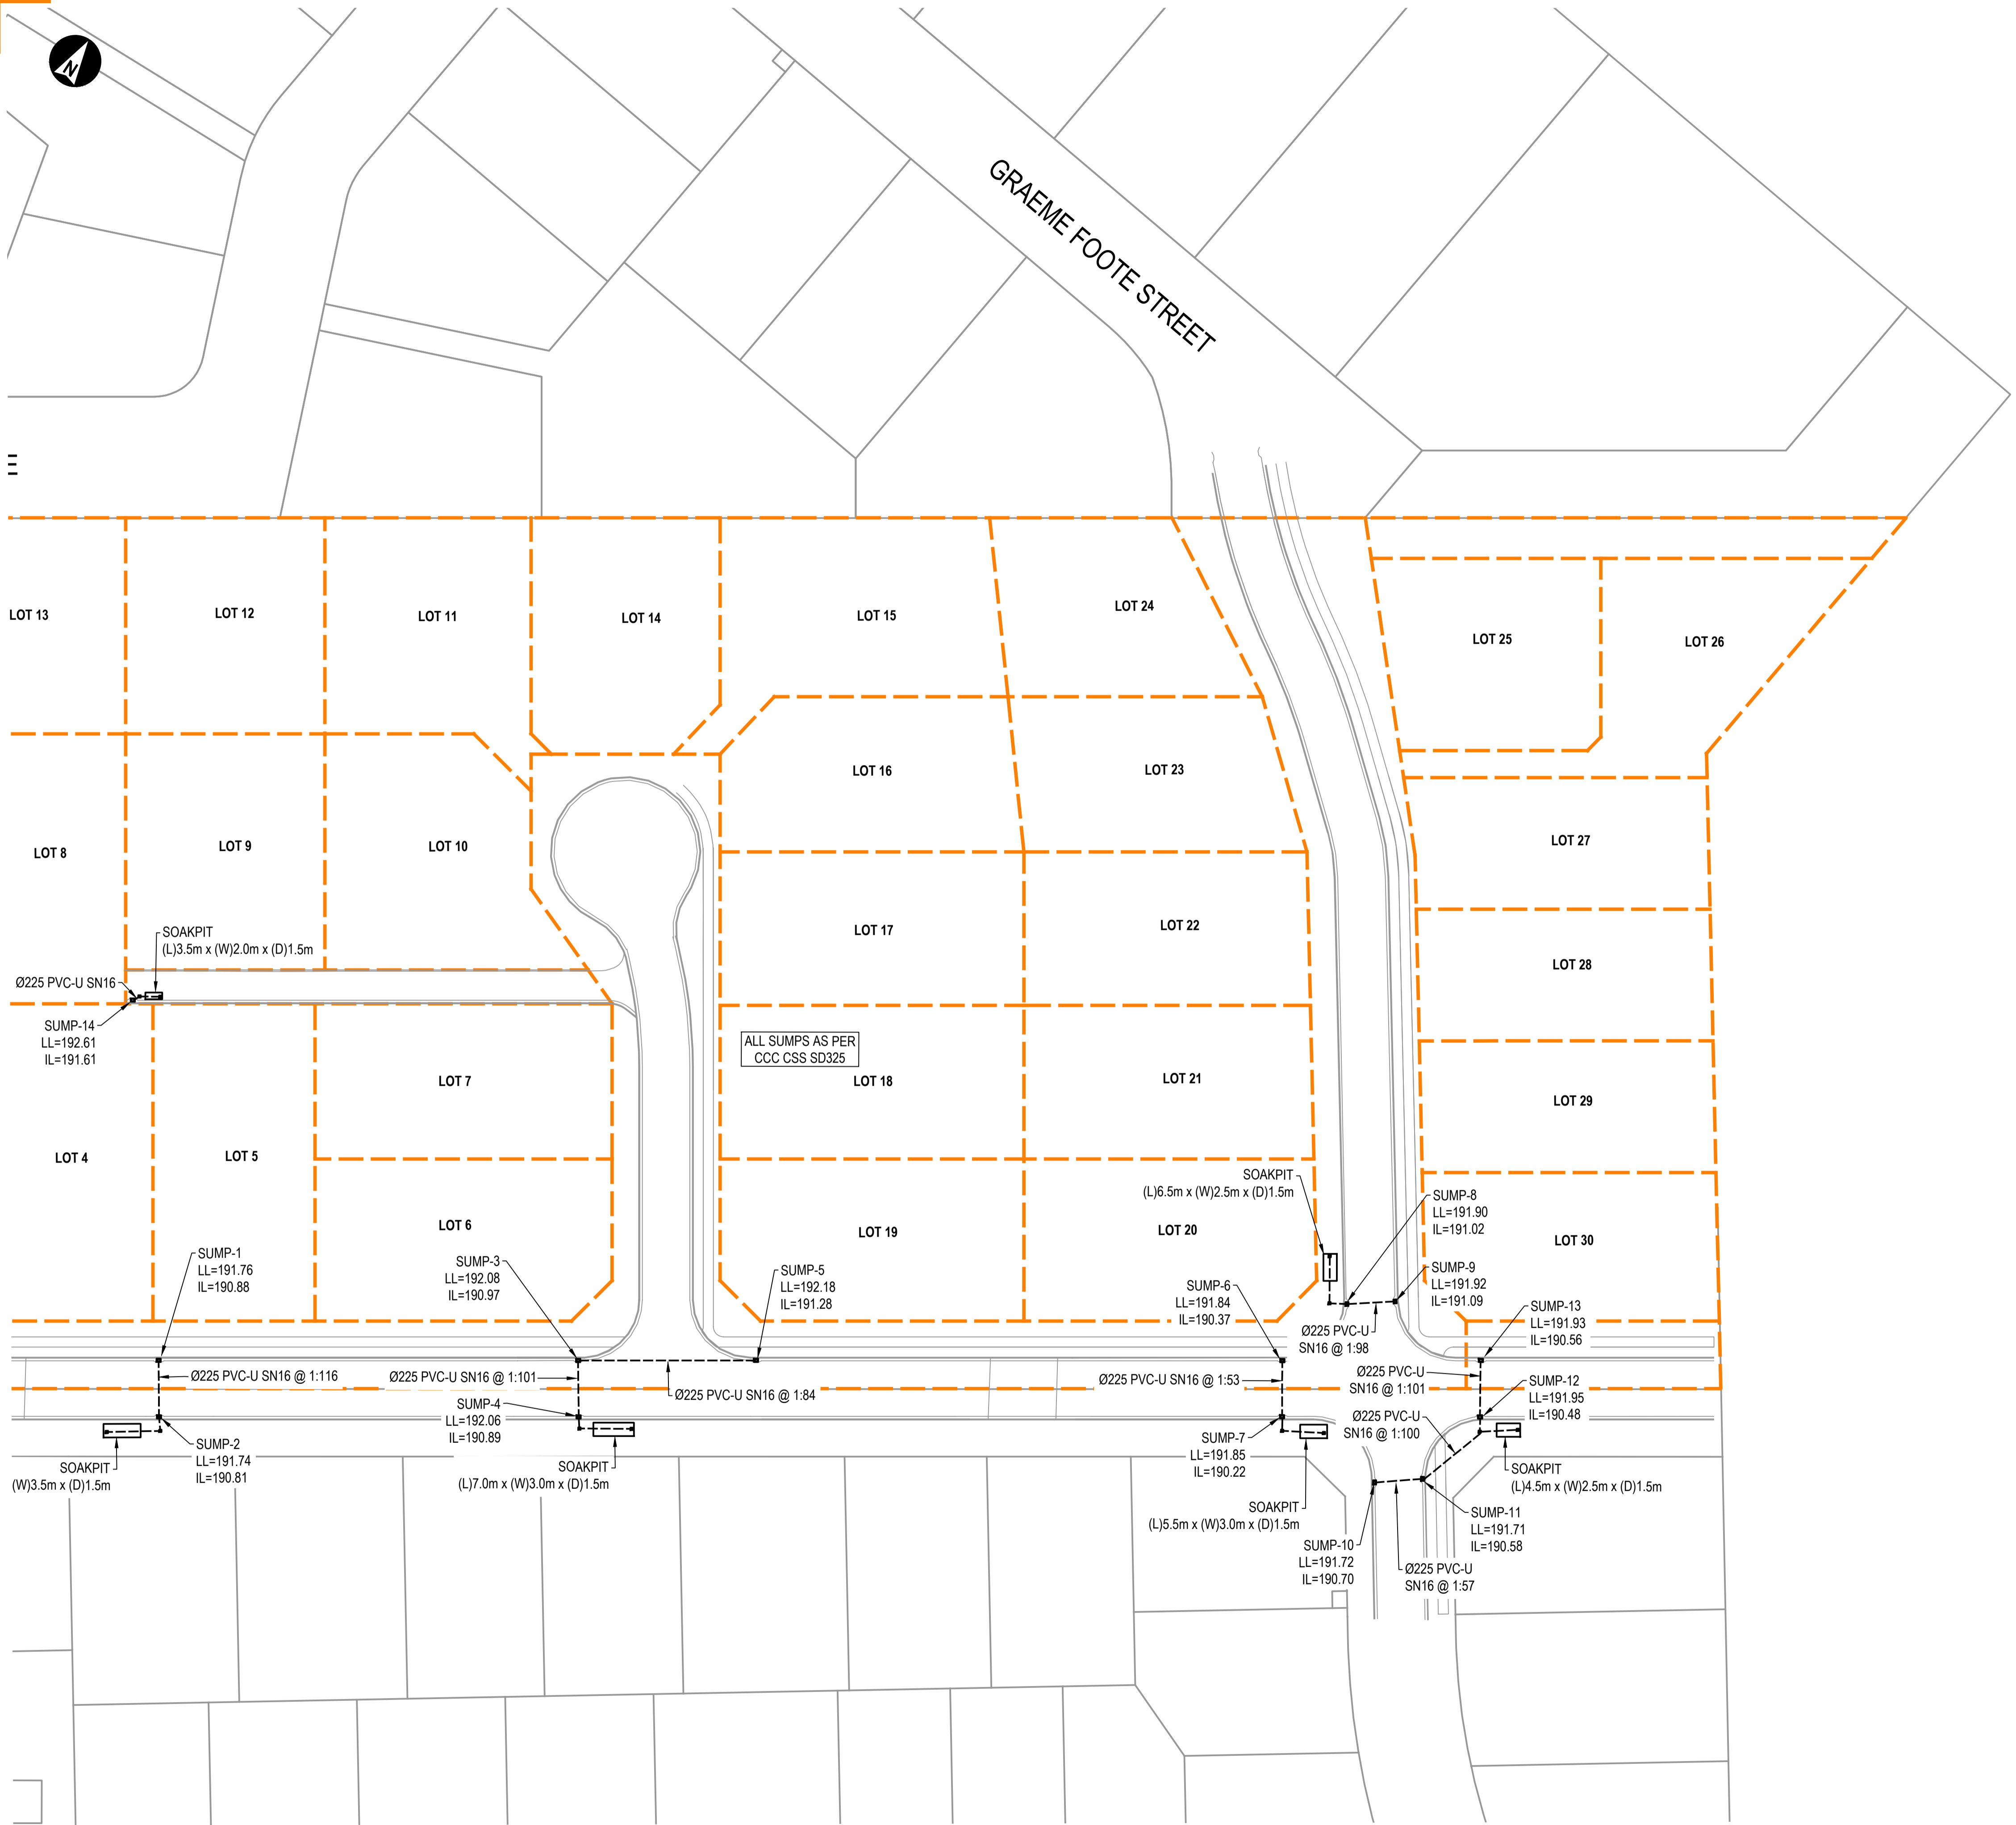 N
GRAEME FOOTE STREET
LOT 13
LOT 12
LOT 11
LOT 14
LOT 15
LOT 24
LOT 25
LOT 26
LOT 8
LOT 9
LOT 10
LOT 16
LOT 23
LOT 27
LOT 17
LOT 22
LOT 28
SOAKPIT
(L)3.5m x (W)2.0m x (D)1.5m
Ø225 PVC-U SN16
SUMP-14
LL=192.61
IL=191.61
ALL SUMPS AS PER
CCC CSS SD325
LOT 7
LOT 18
LOT 21
LOT 29
LOT 4
LOT 5
LOT 6
LOT 19
LOT 20
LOT 30
SOAKPIT
(L)6.5m x (W)2.5m x (D)1.5m
SUMP-8
LL=191.90
IL=191.02
SUMP-1
LL=191.76
IL=190.88
SUMP-3
LL=192.08
IL=190.97
SUMP-5
LL=192.18
IL=191.28
SUMP-6
LL=191.84
IL=190.37
SUMP-9
LL=191.92
IL=191.09
Ø225 PVC-U
SN16 @ 1:98
SUMP-13
LL=191.93
IL=190.56
Ø225 PVC-U SN16 @ 1:116
Ø225 PVC-U SN16 @ 1:101
Ø225 PVC-U SN16 @ 1:84
Ø225 PVC-U SN16 @ 1:53
Ø225 PVC-U
SN16 @ 1:101
SUMP-12
LL=191.95
IL=190.48
SUMP-4
LL=192.06
IL=190.89
Ø225 PVC-U
SN16 @ 1:100
SUMP-2
LL=191.74
IL=190.81
SUMP-7
LL=191.85
IL=190.22
SOAKPIT
(W)3.5m x (D)1.5m
SOAKPIT
(L)7.0m x (W)3.0m x (D)1.5m
SOAKPIT
(L)4.5m x (W)2.5m x (D)1.5m
SOAKPIT
(L)5.5m x (W)3.0m x (D)1.5m
SUMP-11
LL=191.71
IL=190.58
SUMP-10
LL=191.72
IL=190.70
Ø225 PVC-U
SN16 @ 1:57